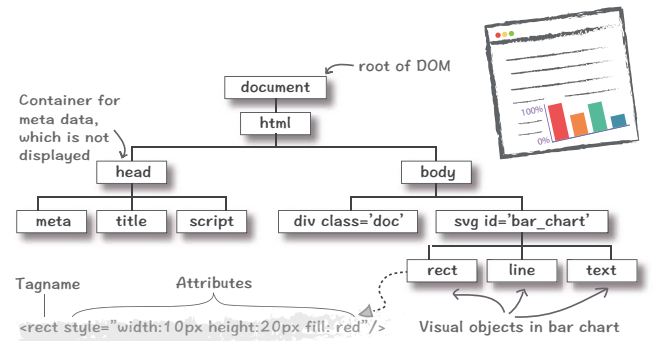 root of DOM
document
100%
0%
Container for
meta data,
which is not
displayed
html
head
body
meta
title
script
div class='doc'
svg id='bar_chart'
rect
line
text
Tagname
Attributes
<rect style="width:10px height:20px fill: red"/>
Visual objects in bar chart